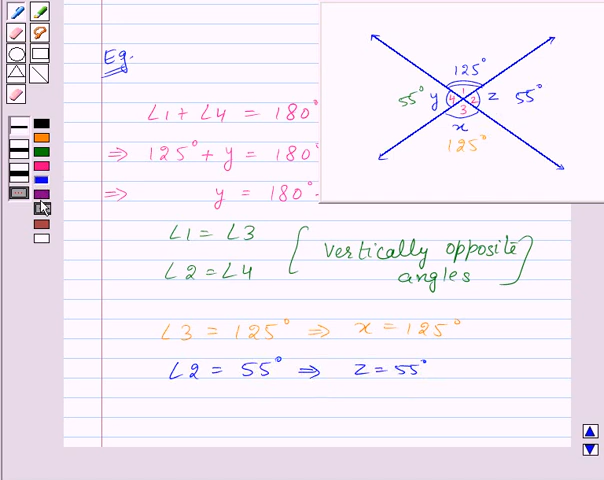 Eg.
∠1 + ∠4 = 180°
⇒ 125° + y = 180°
⇒ y = 180° -
∠1 = ∠3
∠2 = ∠4
( vertically opposite
angles )
∠3 = 125° ⇒ x = 125°
∠2 = 55° ⇒ z = 55°
125°
55° y 4 1 2 z 55°
3
x
125°